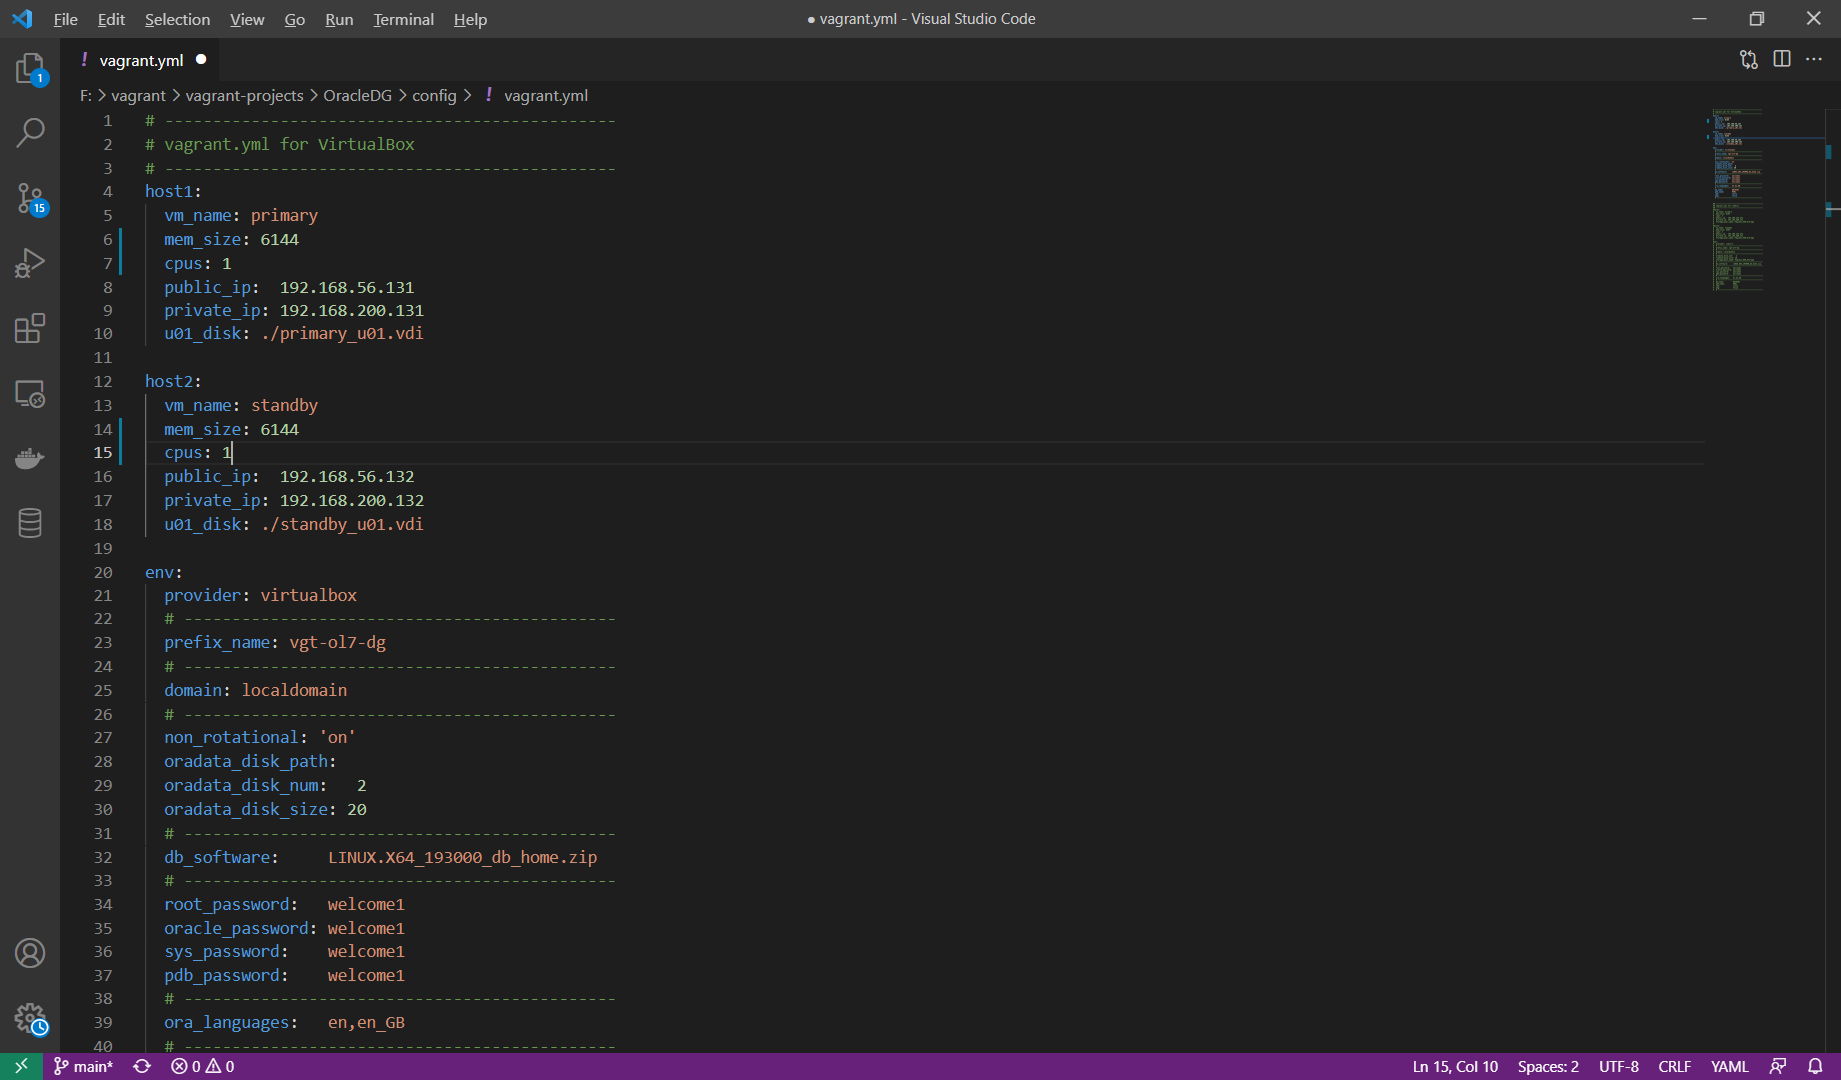 File Edit Selection View Go Run Terminal Help
● vagrant.yml - Visual Studio Code
! vagrant.yml ●
F: > vagrant > vagrant-projects > OracleDG > config > ! vagrant.yml
1
15
1 # -----------------------------------------------
2 # vagrant.yml for VirtualBox
3 # -----------------------------------------------
4 host1:
5 vm_name: primary
6 mem_size: 6144
7 cpus: 1
8 public_ip:  192.168.56.131
9 private_ip: 192.168.200.131
10 u01_disk: ./primary_u01.vdi
11
12 host2:
13 vm_name: standby
14 mem_size: 6144
15 cpus: 1
16 public_ip:  192.168.56.132
17 private_ip: 192.168.200.132
18 u01_disk: ./standby_u01.vdi
19
20 env:
21 provider: virtualbox
22 # ---------------------------------------------
23 prefix_name: vgt-ol7-dg
24 # ---------------------------------------------
25 domain: localdomain
26 # ---------------------------------------------
27 non_rotational: 'on'
28 oradata_disk_path:
29 oradata_disk_num:   2
30 oradata_disk_size: 20
31 # ---------------------------------------------
32 db_software:     LINUX.X64_193000_db_home.zip
33 # ---------------------------------------------
34 root_password:   welcome1
35 oracle_password: welcome1
36 sys_password:    welcome1
37 pdb_password:    welcome1
38 # ---------------------------------------------
39 ora_languages:   en,en_GB
40 # ---------------------------------------------
main* 0 0 Ln 15, Col 10 Spaces: 2 UTF-8 CRLF YAML